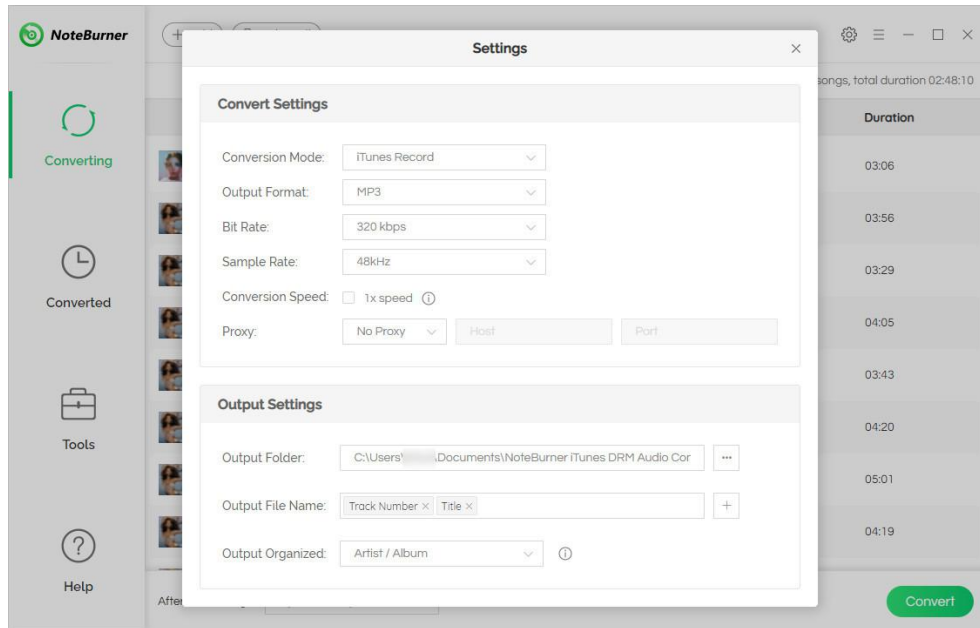 NoteBurner
Settings
songs, total duration 02:48:10
Convert Settings
Duration
Converting
Conversion Mode: iTunes Record
03:06
Output Format: MP3
Bit Rate: 320 kbps
03:56
Sample Rate: 48kHz
03:29
Conversion Speed: 1x speed
Converted
Proxy: No Proxy Host Port
04:05
03:43
Output Settings
04:20
Tools
Output Folder: C:\Users\ .Documents\NoteBurner iTunes DRM Audio Cor ...
05:01
Output File Name: Track Number × Title × +
04:19
Output Organized: Artist / Album
Help
After
Convert